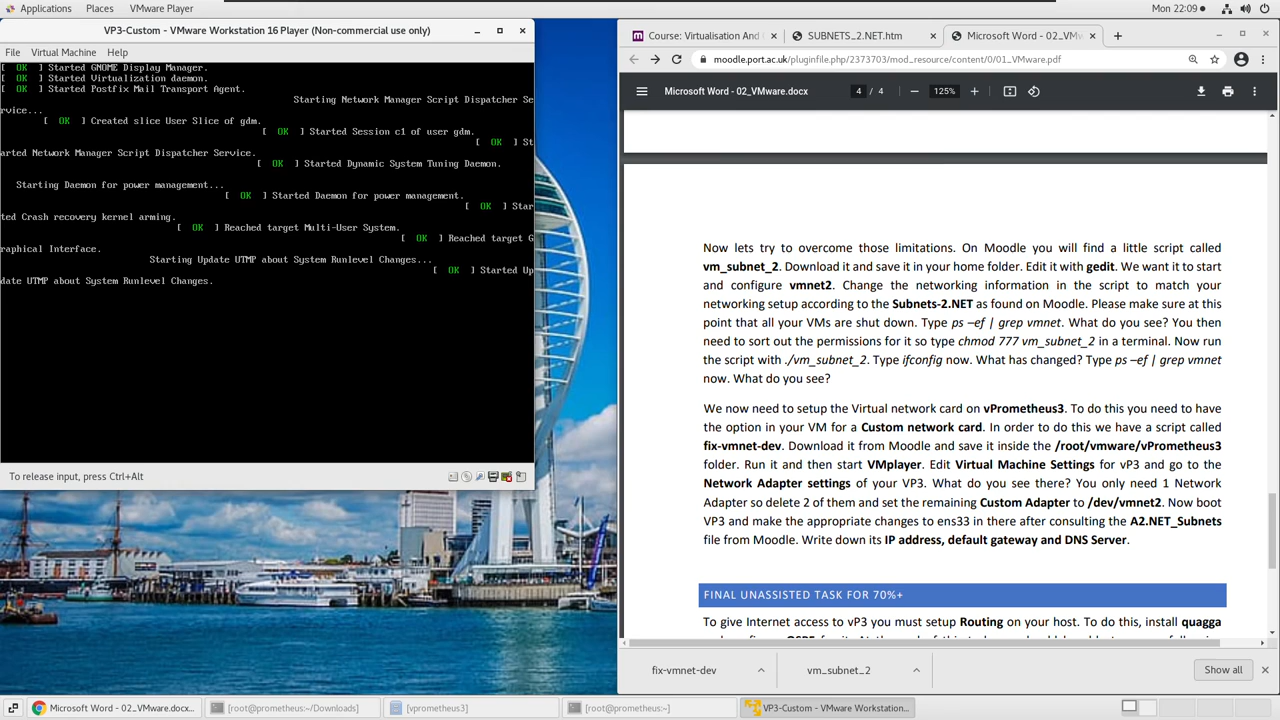 Applications Places VMware Player Mon 22:09
VP3-Custom - VMware Workstation 16 Player (Non-commercial use only)
File Virtual Machine Help
[ OK ] Started GNOME Display Manager.
[ OK ] Started Virtualization daemon.
[ OK ] Started Postfix Mail Transport Agent.
Starting Network Manager Script Dispatcher Se
rvice...
[ OK ] Created slice User Slice of gdm.
[ OK ] Started Session c1 of user gdm.
[ OK ] St
arted Network Manager Script Dispatcher Service.
[ OK ] Started Dynamic System Tuning Daemon.
Starting Daemon for power management...
[ OK ] Started Daemon for power management.
[ OK ] Star
ted Crash recovery kernel arming.
[ OK ] Reached target Multi-User System.
[ OK ] Reached target G
raphical Interface.
Starting Update UTMP about System Runlevel Changes...
[ OK ] Started Up
date UTMP about System Runlevel Changes.
To release input, press Ctrl+Alt
Course: Virtualisation And SUBNETS_2.NET.htm Microsoft Word - 02_VM
moodle.port.ac.uk/pluginfile.php/2373703/mod_resource/content/0/01_VMware.pdf
Microsoft Word - 02_VMware.docx 4 / 4 125%
Now lets try to overcome those limitations. On Moodle you will find a little script called
vm_subnet_2. Download it and save it in your home folder. Edit it with gedit. We want it to start
and configure vmnet2. Change the networking information in the script to match your
networking setup according to the Subnets-2.NET as found on Moodle. Please make sure at this
point that all your VMs are shut down. Type ps –ef | grep vmnet. What do you see? You then
need to sort out the permissions for it so type chmod 777 vm_subnet_2 in a terminal. Now run
the script with ./vm_subnet_2. Type ifconfig now. What has changed? Type ps –ef | grep vmnet
now. What do you see?
We now need to setup the Virtual network card on vPrometheus3. To do this you need to have
the option in your VM for a Custom network card. In order to do this we have a script called
fix-vmnet-dev. Download it from Moodle and save it inside the /root/vmware/vPrometheus3
folder. Run it and then start VMplayer. Edit Virtual Machine Settings for vP3 and go to the
Network Adapter settings of your VP3. What do you see there? You only need 1 Network
Adapter so delete 2 of them and set the remaining Custom Adapter to /dev/vmnet2. Now boot
VP3 and make the appropriate changes to ens33 in there after consulting the A2.NET_Subnets
file from Moodle. Write down its IP address, default gateway and DNS Server.
FINAL UNASSISTED TASK FOR 70%+
To give Internet access to vP3 you must setup Routing on your host. To do this, install quagga
fix-vmnet-dev vm_subnet_2 Show all
Microsoft Word - 02_VMware.docx... [root@prometheus:~/Downloads] [vprometheus3] [root@prometheus:~] VP3-Custom - VMware Workstation...